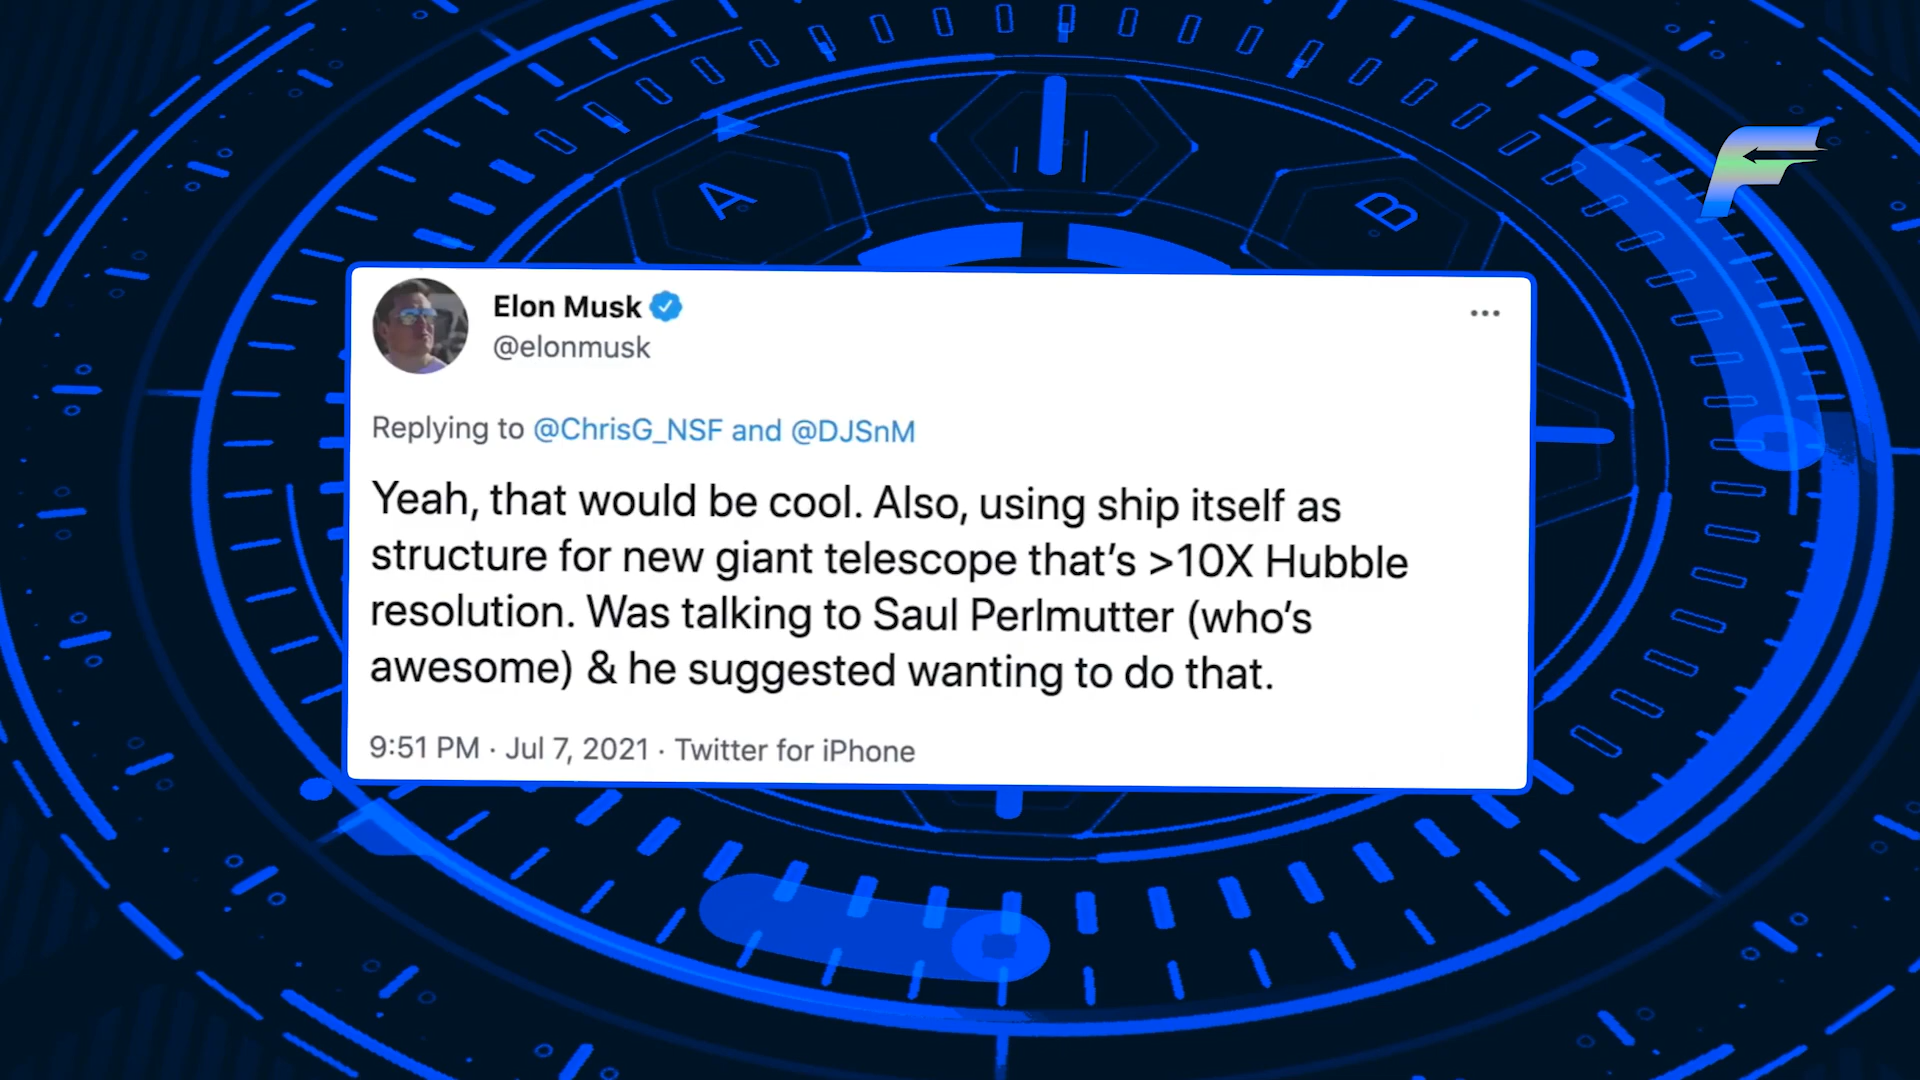 A
B
F
Elon Musk
@elonmusk
Replying to @ChrisG_NSF and @DJSnM
Yeah, that would be cool. Also, using ship itself as
structure for new giant telescope that's >10X Hubble
resolution. Was talking to Saul Perlmutter (who's
awesome) & he suggested wanting to do that.
9:51 PM · Jul 7, 2021 · Twitter for iPhone